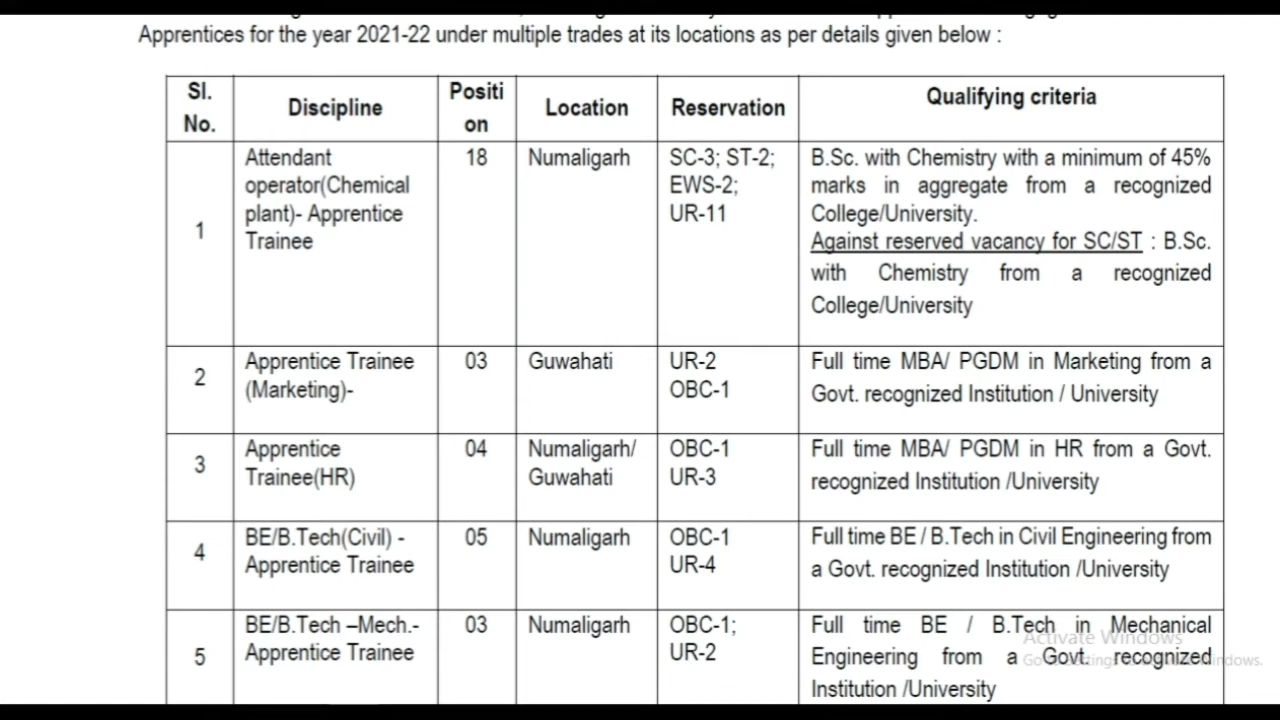 Apprentices for the year 2021-22 under multiple trades at its locations as per details given below :
Sl. No.
Discipline
Positi on
Location
Reservation
Qualifying criteria
1
Attendant
operator(Chemical
plant)- Apprentice
Trainee
18
Numaligarh
SC-3; ST-2;
EWS-2;
UR-11
B.Sc. with Chemistry with a minimum of 45%
marks in aggregate from a recognized
College/University.
Against reserved vacancy for SC/ST : B.Sc.
with Chemistry from a recognized
College/University
2
Apprentice Trainee
(Marketing)-
03
Guwahati
UR-2
OBC-1
Full time MBA/ PGDM in Marketing from a
Govt. recognized Institution / University
3
Apprentice
Trainee(HR)
04
Numaligarh/
Guwahati
OBC-1
UR-3
Full time MBA/ PGDM in HR from a Govt.
recognized Institution /University
4
BE/B.Tech(Civil) -
Apprentice Trainee
05
Numaligarh
OBC-1
UR-4
Full time BE / B.Tech in Civil Engineering from
a Govt. recognized Institution /University
5
BE/B.Tech –Mech.-
Apprentice Trainee
03
Numaligarh
OBC-1;
UR-2
Full time BE / B.Tech in Mechanical
Engineering from a Govt. recognized
Institution /University
Activate Windows
Go to Settings to activate Windows.